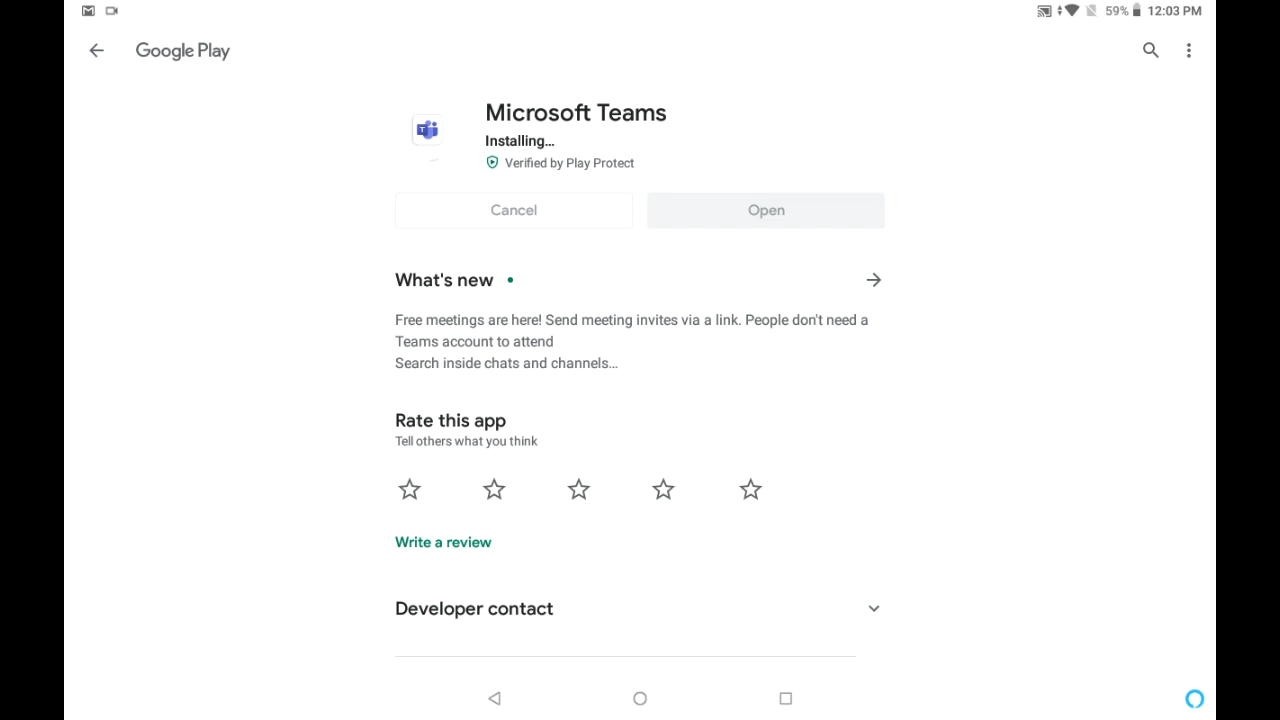 59% 12:03 PM
Google Play
Microsoft Teams
Installing...
Verified by Play Protect
Cancel
Open
What's new
Free meetings are here! Send meeting invites via a link. People don't need a
Teams account to attend
Search inside chats and channels...
Rate this app
Tell others what you think
Write a review
Developer contact